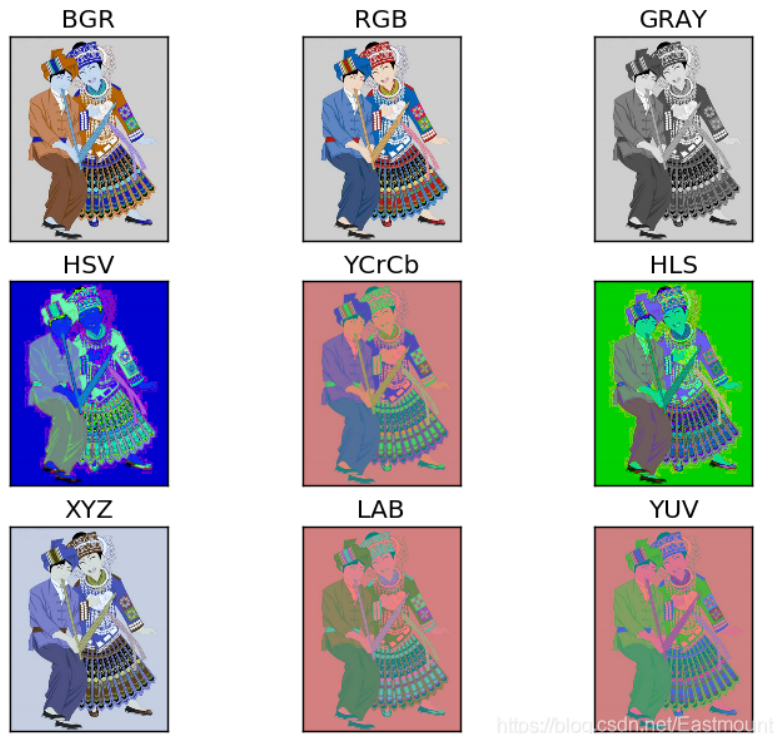 BGR RGB GRAY
HSV YCrCb HLS
XYZ LAB YUV
https://blog.csdn.net/Eastmount